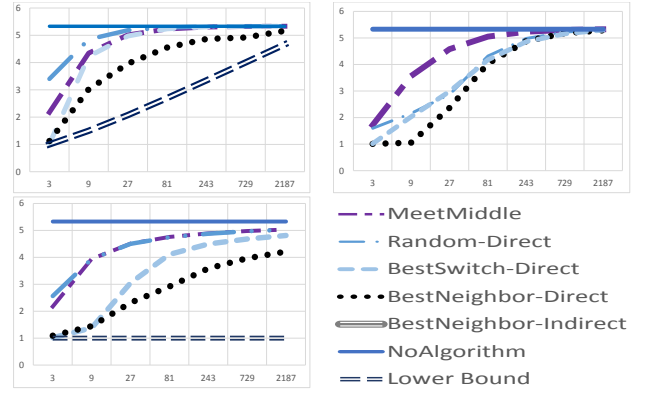 6
5
4
3
2
1
0
3 9 27 81 243 729 2187
6
5
4
3
2
1
0
3 9 27 81 243 729 2187
6
5
4
3
2
1
0
3 9 27 81 243 729 2187
MeetMiddle
Random-Direct
BestSwitch-Direct
BestNeighbor-Direct
BestNeighbor-Indirect
NoAlgorithm
Lower Bound